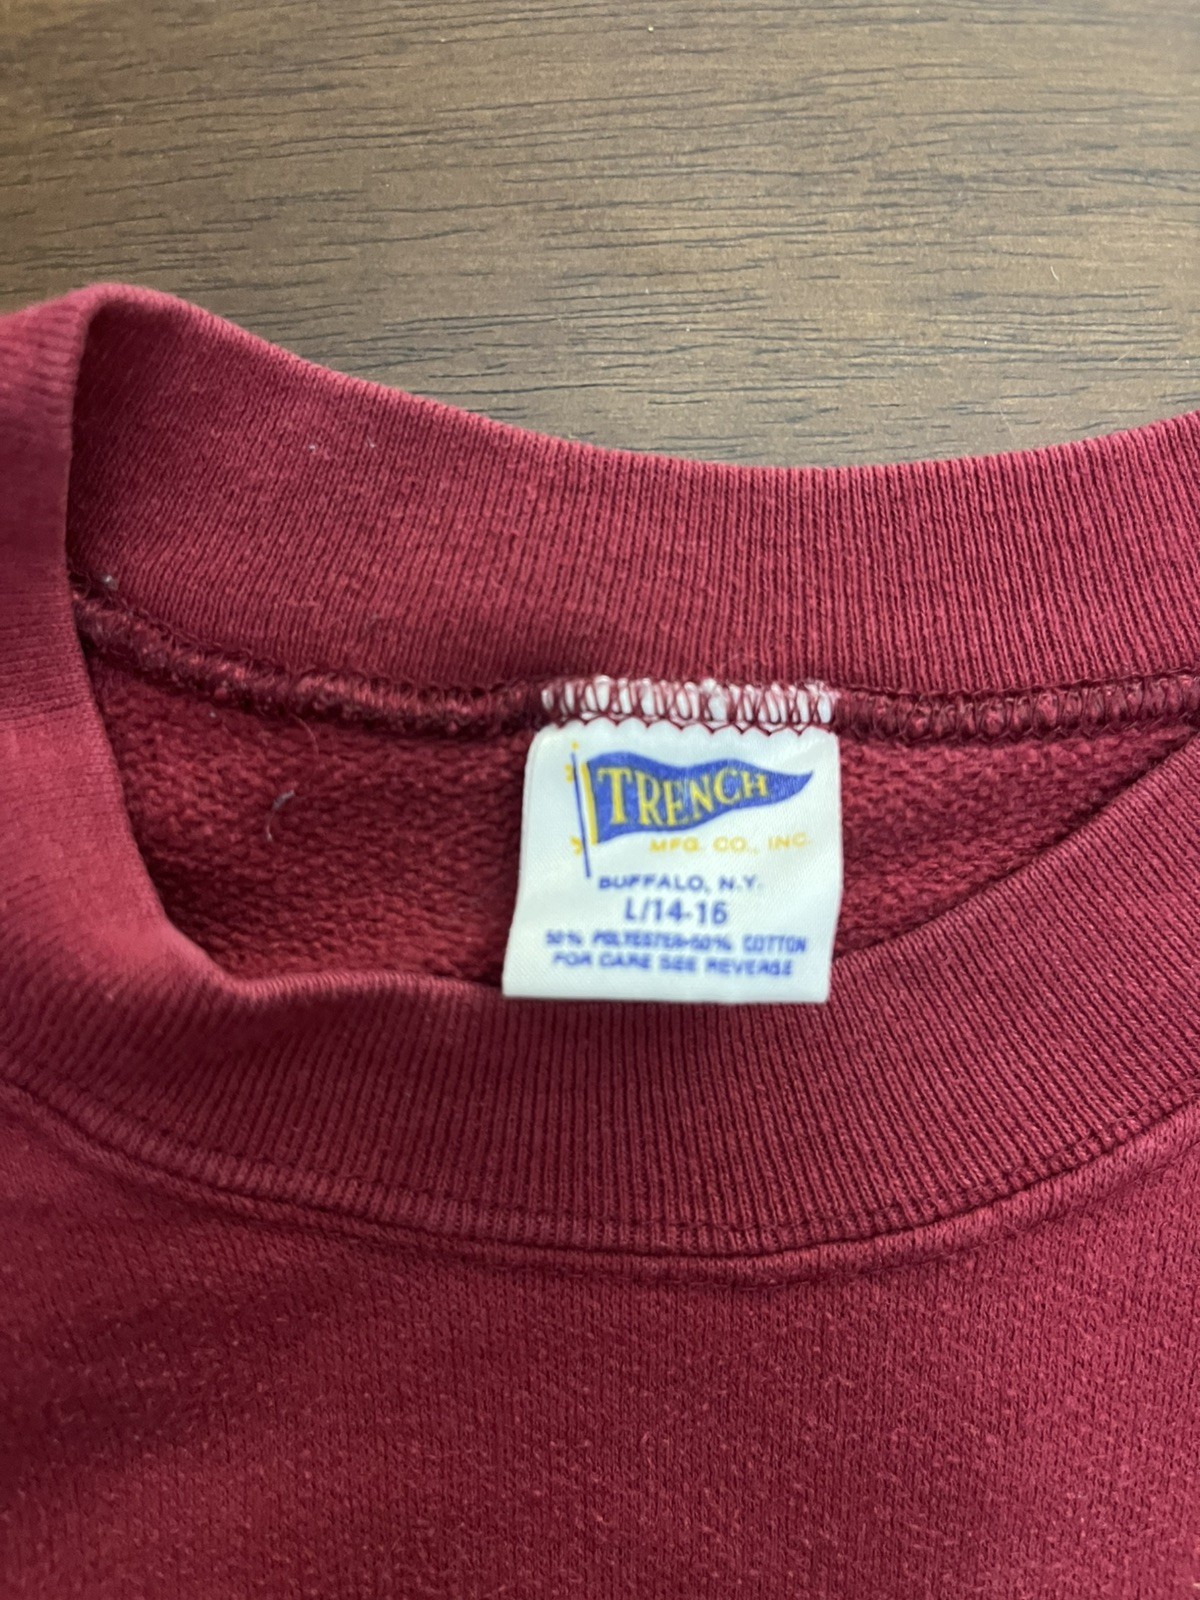 TRENCH
MFG. CO., INC.
BUFFALO, N.Y.
L/14-16
50% POLYESTER-50% COTTON
FOR CARE SEE REVERSE